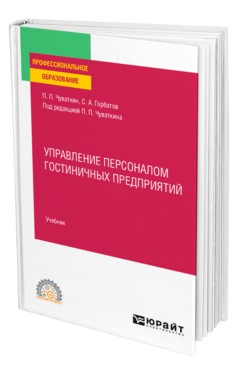 ПРОФЕССИОНАЛЬНОЕ
ОБРАЗОВАНИЕ
П. П. Чуваткин, С. А. Горбатов
Под редакцией П. П. Чуваткина
УПРАВЛЕНИЕ ПЕРСОНАЛОМ
ГОСТИНИЧНЫХ ПРЕДПРИЯТИЙ
Учебник
юрайт